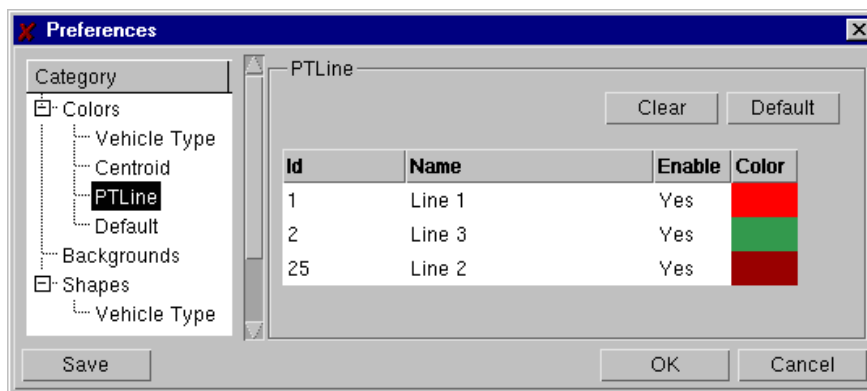 Preferences
Category
Colors
Vehicle Type
Centroid
PTLine
Default
Backgrounds
Shapes
Vehicle Type
PTLine
Clear Default
Id Name Enable Color
1 Line 1 Yes
2 Line 3 Yes
25 Line 2 Yes
Save OK Cancel